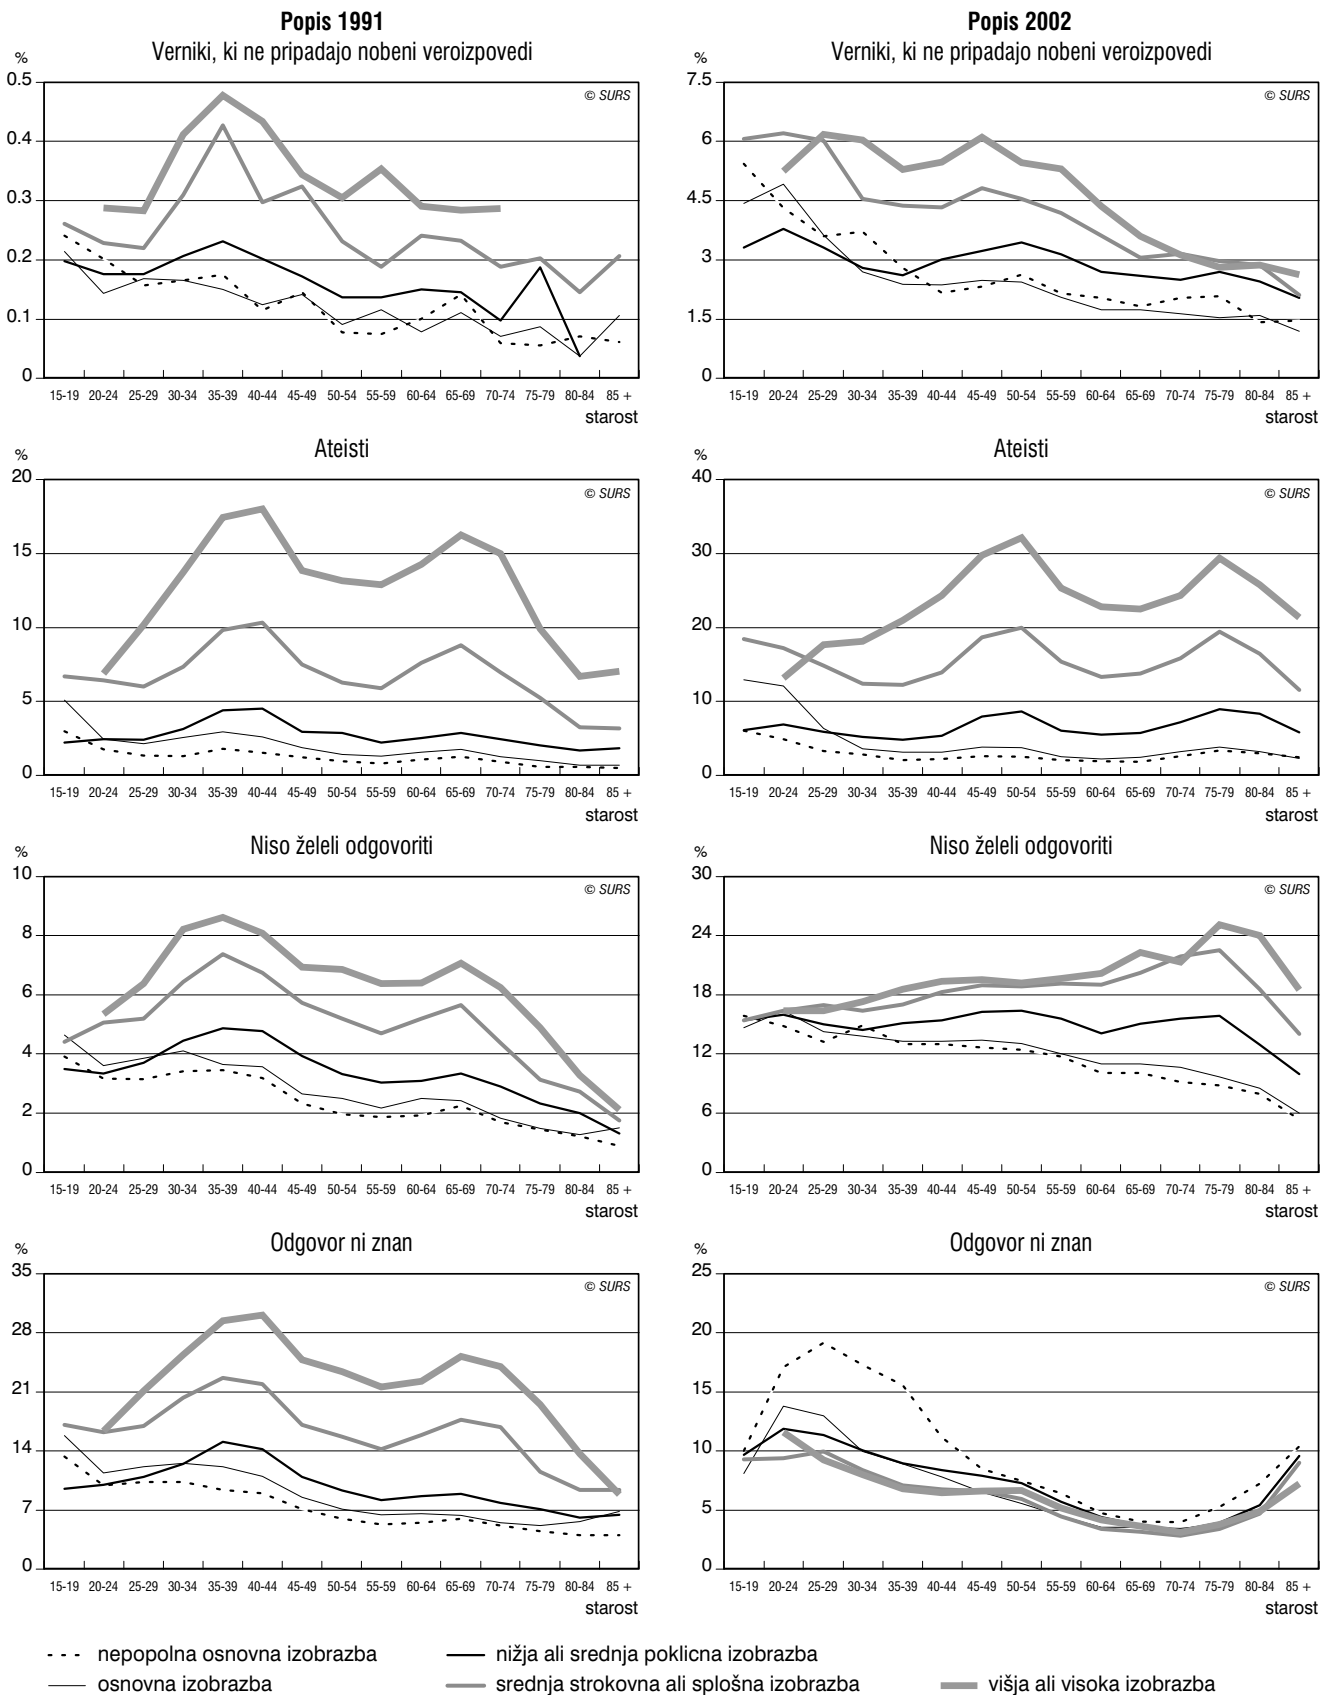 Popis 1991
Verniki, ki ne pripadajo nobeni veroizpovedi
%
© SURS
0.5
0.4
0.3
0.2
0.1
0
15-19 20-24 25-29 30-34 35-39 40-44 45-49 50-54 55-59 60-64 65-69 70-74 75-79 80-84 85 +
starost
Popis 2002
Verniki, ki ne pripadajo nobeni veroizpovedi
%
© SURS
7.5
6
4.5
3
1.5
0
15-19 20-24 25-29 30-34 35-39 40-44 45-49 50-54 55-59 60-64 65-69 70-74 75-79 80-84 85 +
starost
Ateisti
%
© SURS
20
15
10
5
0
15-19 20-24 25-29 30-34 35-39 40-44 45-49 50-54 55-59 60-64 65-69 70-74 75-79 80-84 85 +
starost
Ateisti
%
© SURS
40
30
20
10
0
15-19 20-24 25-29 30-34 35-39 40-44 45-49 50-54 55-59 60-64 65-69 70-74 75-79 80-84 85 +
starost
Niso želeli odgovoriti
%
© SURS
10
8
6
4
2
0
15-19 20-24 25-29 30-34 35-39 40-44 45-49 50-54 55-59 60-64 65-69 70-74 75-79 80-84 85 +
starost
Niso želeli odgovoriti
%
© SURS
30
24
18
12
6
0
15-19 20-24 25-29 30-34 35-39 40-44 45-49 50-54 55-59 60-64 65-69 70-74 75-79 80-84 85 +
starost
Odgovor ni znan
%
© SURS
35
28
21
14
7
0
15-19 20-24 25-29 30-34 35-39 40-44 45-49 50-54 55-59 60-64 65-69 70-74 75-79 80-84 85 +
starost
Odgovor ni znan
%
© SURS
25
20
15
10
5
0
15-19 20-24 25-29 30-34 35-39 40-44 45-49 50-54 55-59 60-64 65-69 70-74 75-79 80-84 85 +
starost
nepopolna osnovna izobrazba
nižja ali srednja poklicna izobrazba
osnovna izobrazba
srednja strokovna ali splošna izobrazba
višja ali visoka izobrazba